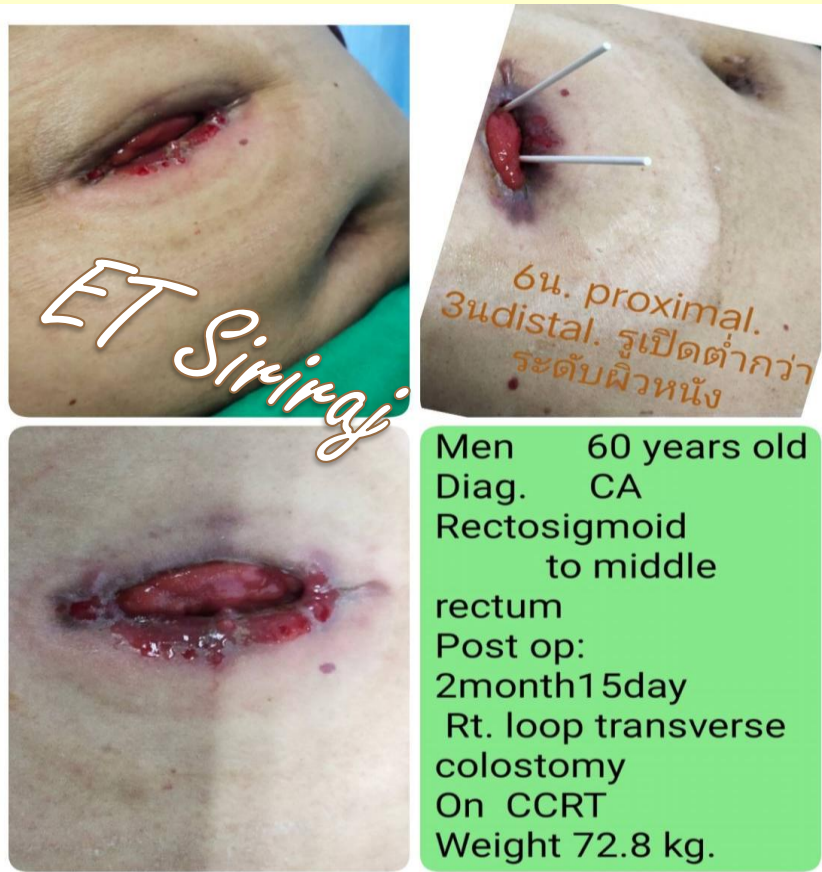 ET Siriraj
6น. proximal.
3นdistal. รูเปิดต่ำกว่า
ระดับผิวหนัง
Men 60 years old
Diag. CA
Rectosigmoid
to middle
rectum
Post op:
2month15day
Rt. loop transverse
colostomy
On CCRT
Weight 72.8 kg.